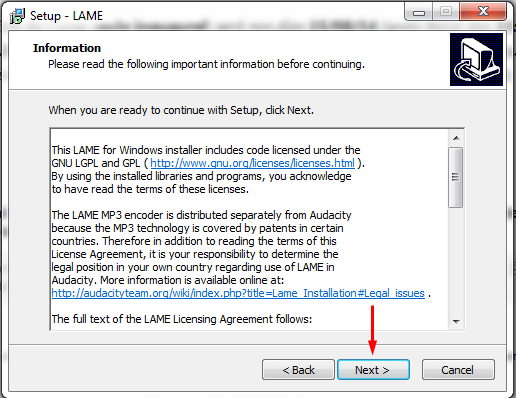 Setup - LAME
Information
Please read the following important information before continuing.
When you are ready to continue with Setup, click Next.
This LAME for Windows installer includes code licensed under the
GNU LGPL and GPL ( http://www.gnu.org/licenses/licenses.html ).
By using the installed libraries and programs, you acknowledge
to have read the terms of these licenses.
The LAME MP3 encoder is distributed separately from Audacity
because the MP3 technology is covered by patents in certain
countries. Therefore in addition to reading the terms of this
License Agreement, it is your responsibility to determine the
legal position in your own country regarding use of LAME in
Audacity. More information is available online at:
http://audacityteam.org/wiki/index.php?title=Lame_Installation#Legal_issues .
The full text of the LAME Licensing Agreement follows:
< Back
Next >
Cancel